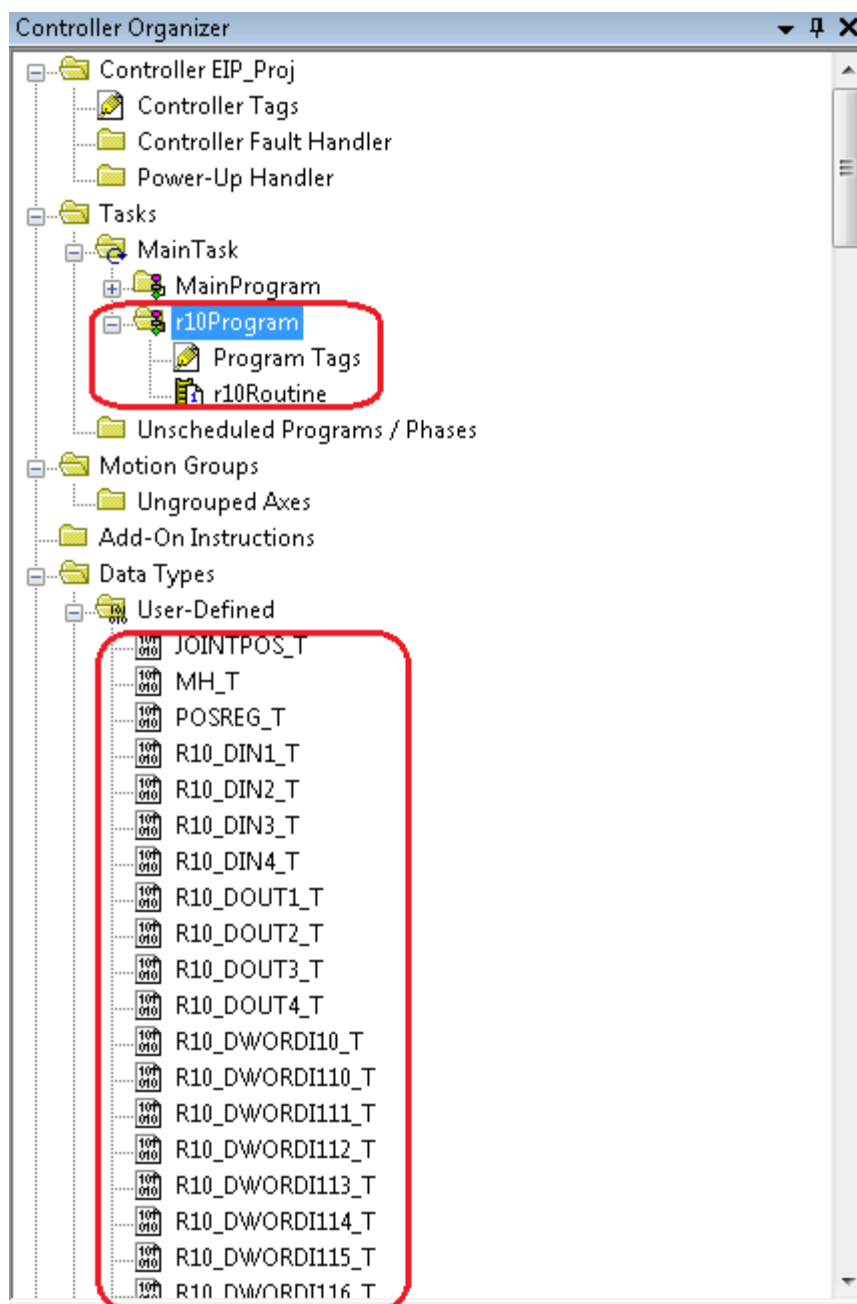 Controller Organizer
Controller EIP_Proj
Controller Tags
Controller Fault Handler
Power-Up Handler
Tasks
MainTask
MainProgram
r10Program
Program Tags
r10Routine
Unscheduled Programs / Phases
Motion Groups
Ungrouped Axes
Add-On Instructions
Data Types
User-Defined
JOINTPOS_T
MH_T
POSREG_T
R10_DIN1_T
R10_DIN2_T
R10_DIN3_T
R10_DIN4_T
R10_DOUT1_T
R10_DOUT2_T
R10_DOUT3_T
R10_DOUT4_T
R10_DWORDI10_T
R10_DWORDI110_T
R10_DWORDI111_T
R10_DWORDI112_T
R10_DWORDI113_T
R10_DWORDI114_T
R10_DWORDI115_T
R10_DWORDI116_T